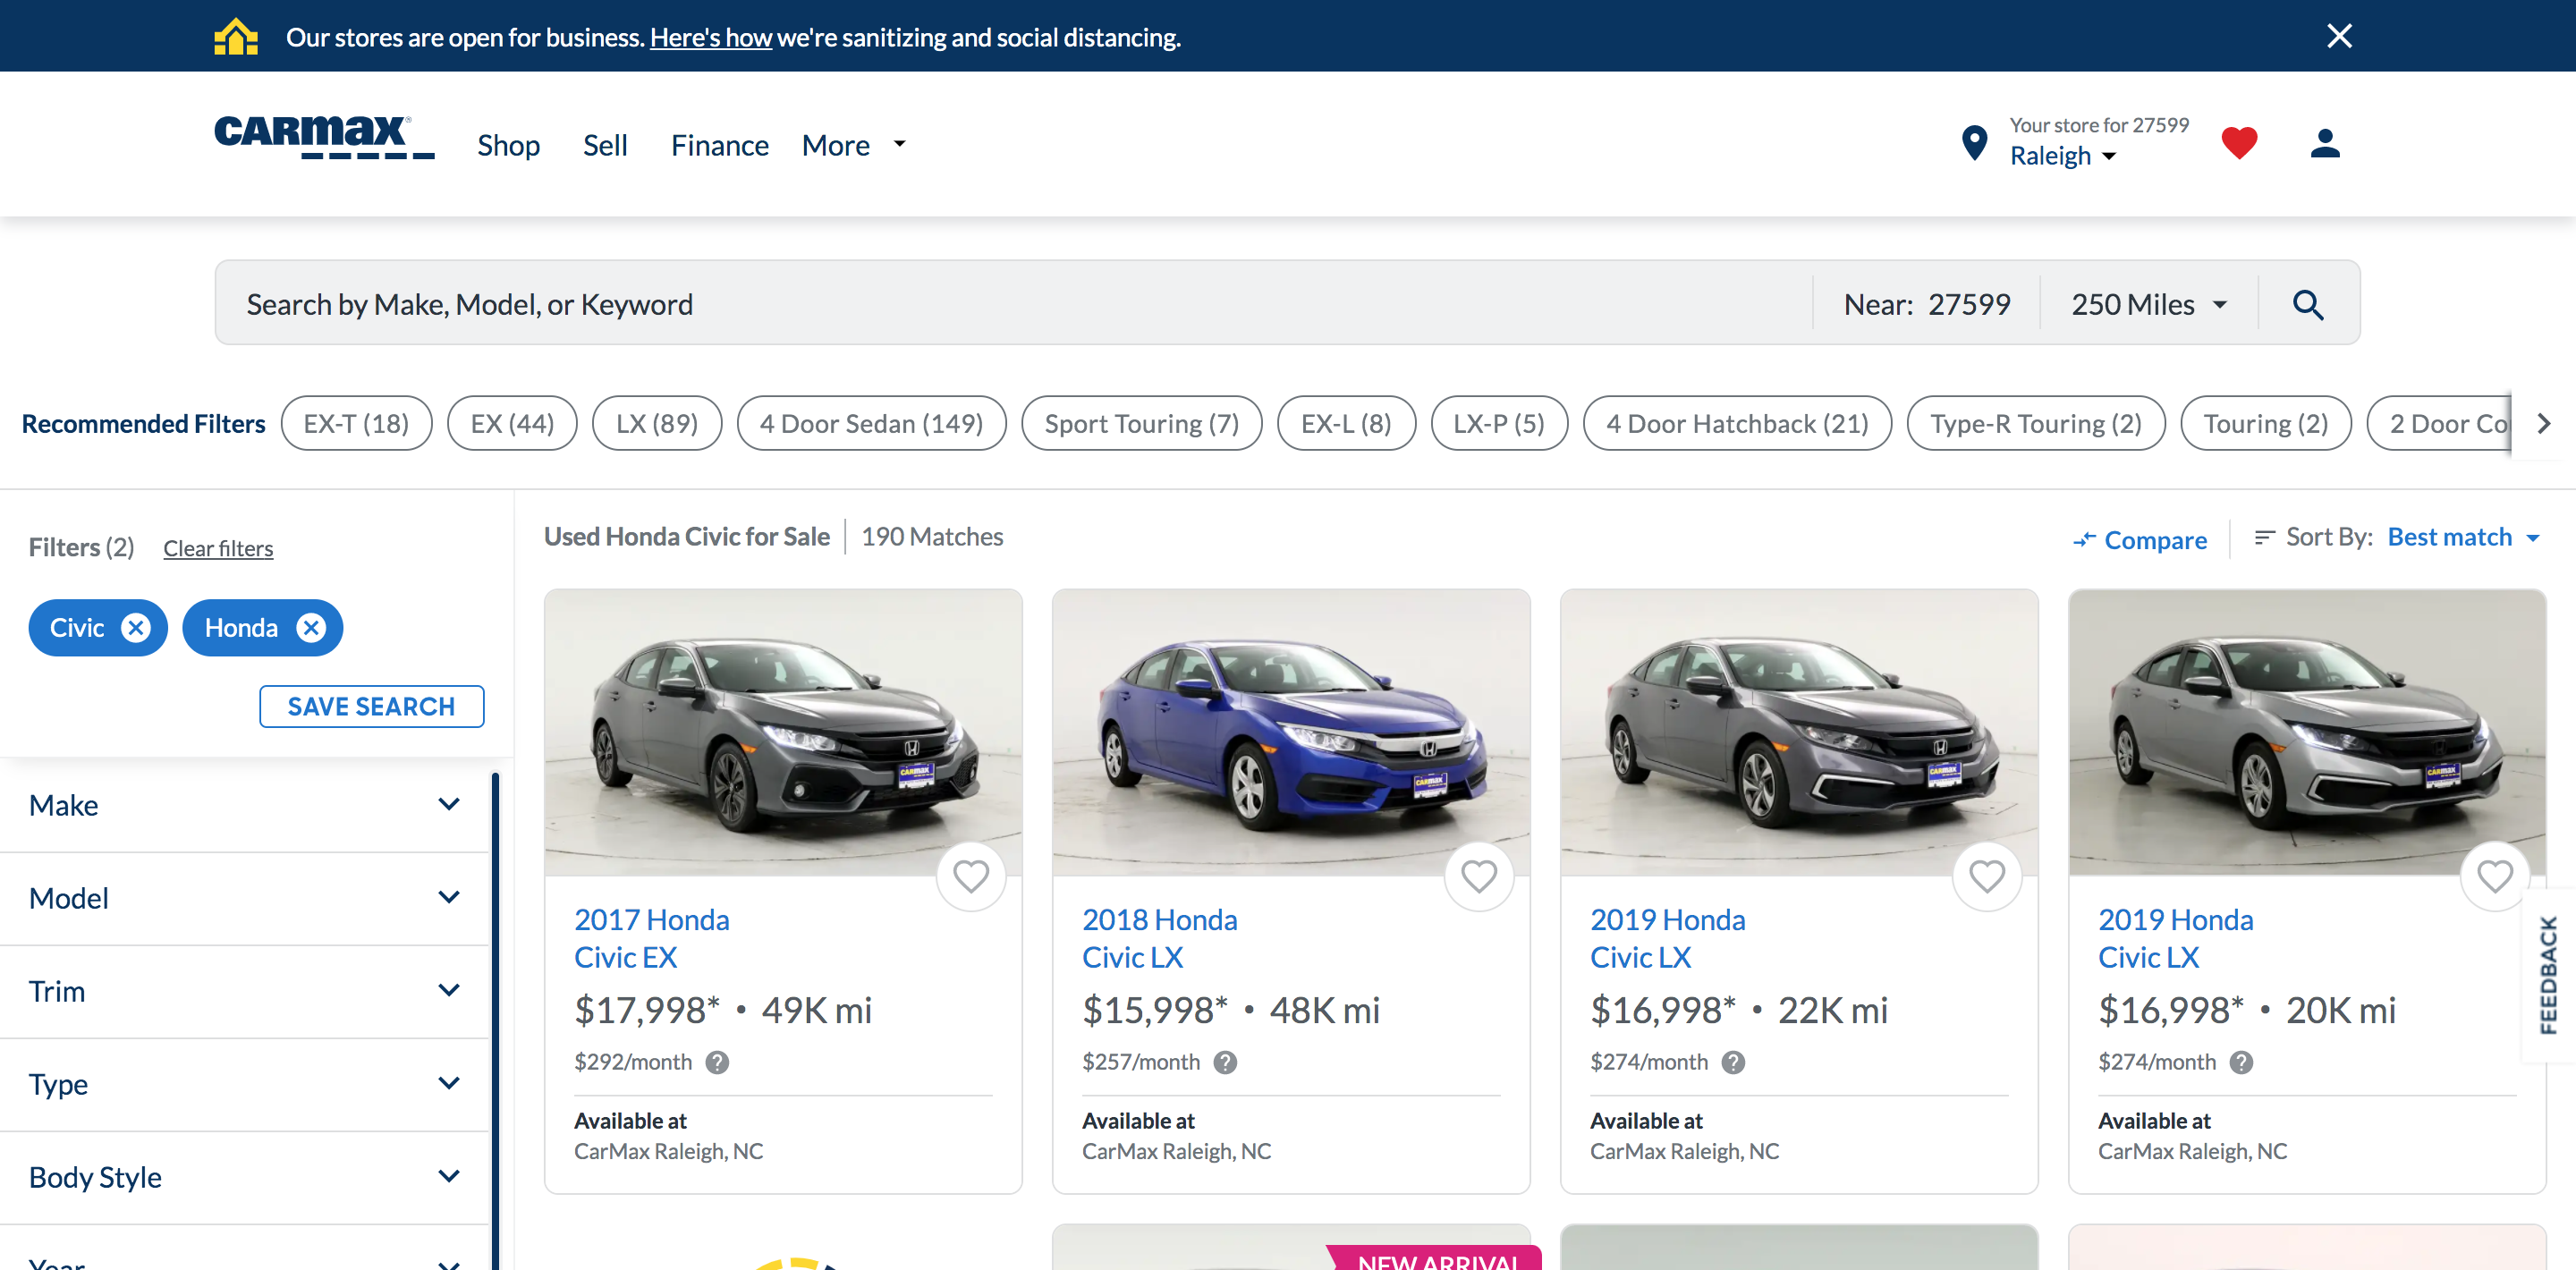 Our stores are open for business. Here's how we're sanitizing and social distancing.
CARMAX®
Shop
Sell
Finance
More
Your store for 27599
Raleigh
Search by Make, Model, or Keyword
Near: 27599
250 Miles
Recommended Filters
EX-T (18)
EX (44)
LX (89)
4 Door Sedan (149)
Sport Touring (7)
EX-L (8)
LX-P (5)
4 Door Hatchback (21)
Type-R Touring (2)
Touring (2)
2 Door Co
Filters (2)
Clear filters
Civic
Honda
SAVE SEARCH
Make
Model
Trim
Type
Body Style
Year
Used Honda Civic for Sale
190 Matches
Compare
Sort By: Best match
CARMAX
2017 Honda
Civic EX
$17,998* • 49K mi
$292/month
Available at
CarMax Raleigh, NC
CARMAX
2018 Honda
Civic LX
$15,998* • 48K mi
$257/month
Available at
CarMax Raleigh, NC
CARMAX
2019 Honda
Civic LX
$16,998* • 22K mi
$274/month
Available at
CarMax Raleigh, NC
CARMAX
2019 Honda
Civic LX
$16,998* • 20K mi
$274/month
Available at
CarMax Raleigh, NC
NEW ARRIVAL
FEEDBACK